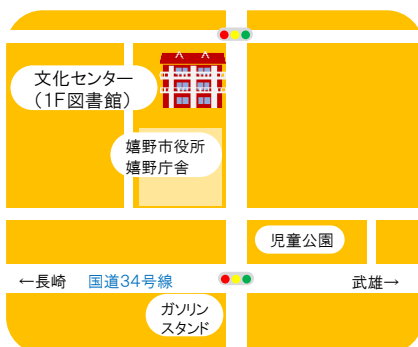 文化センター
（1F図書館）
嬉野市役所
嬉野庁舎
児童公園
←長崎　国道34号線　武雄→
ガソリン
スタンド